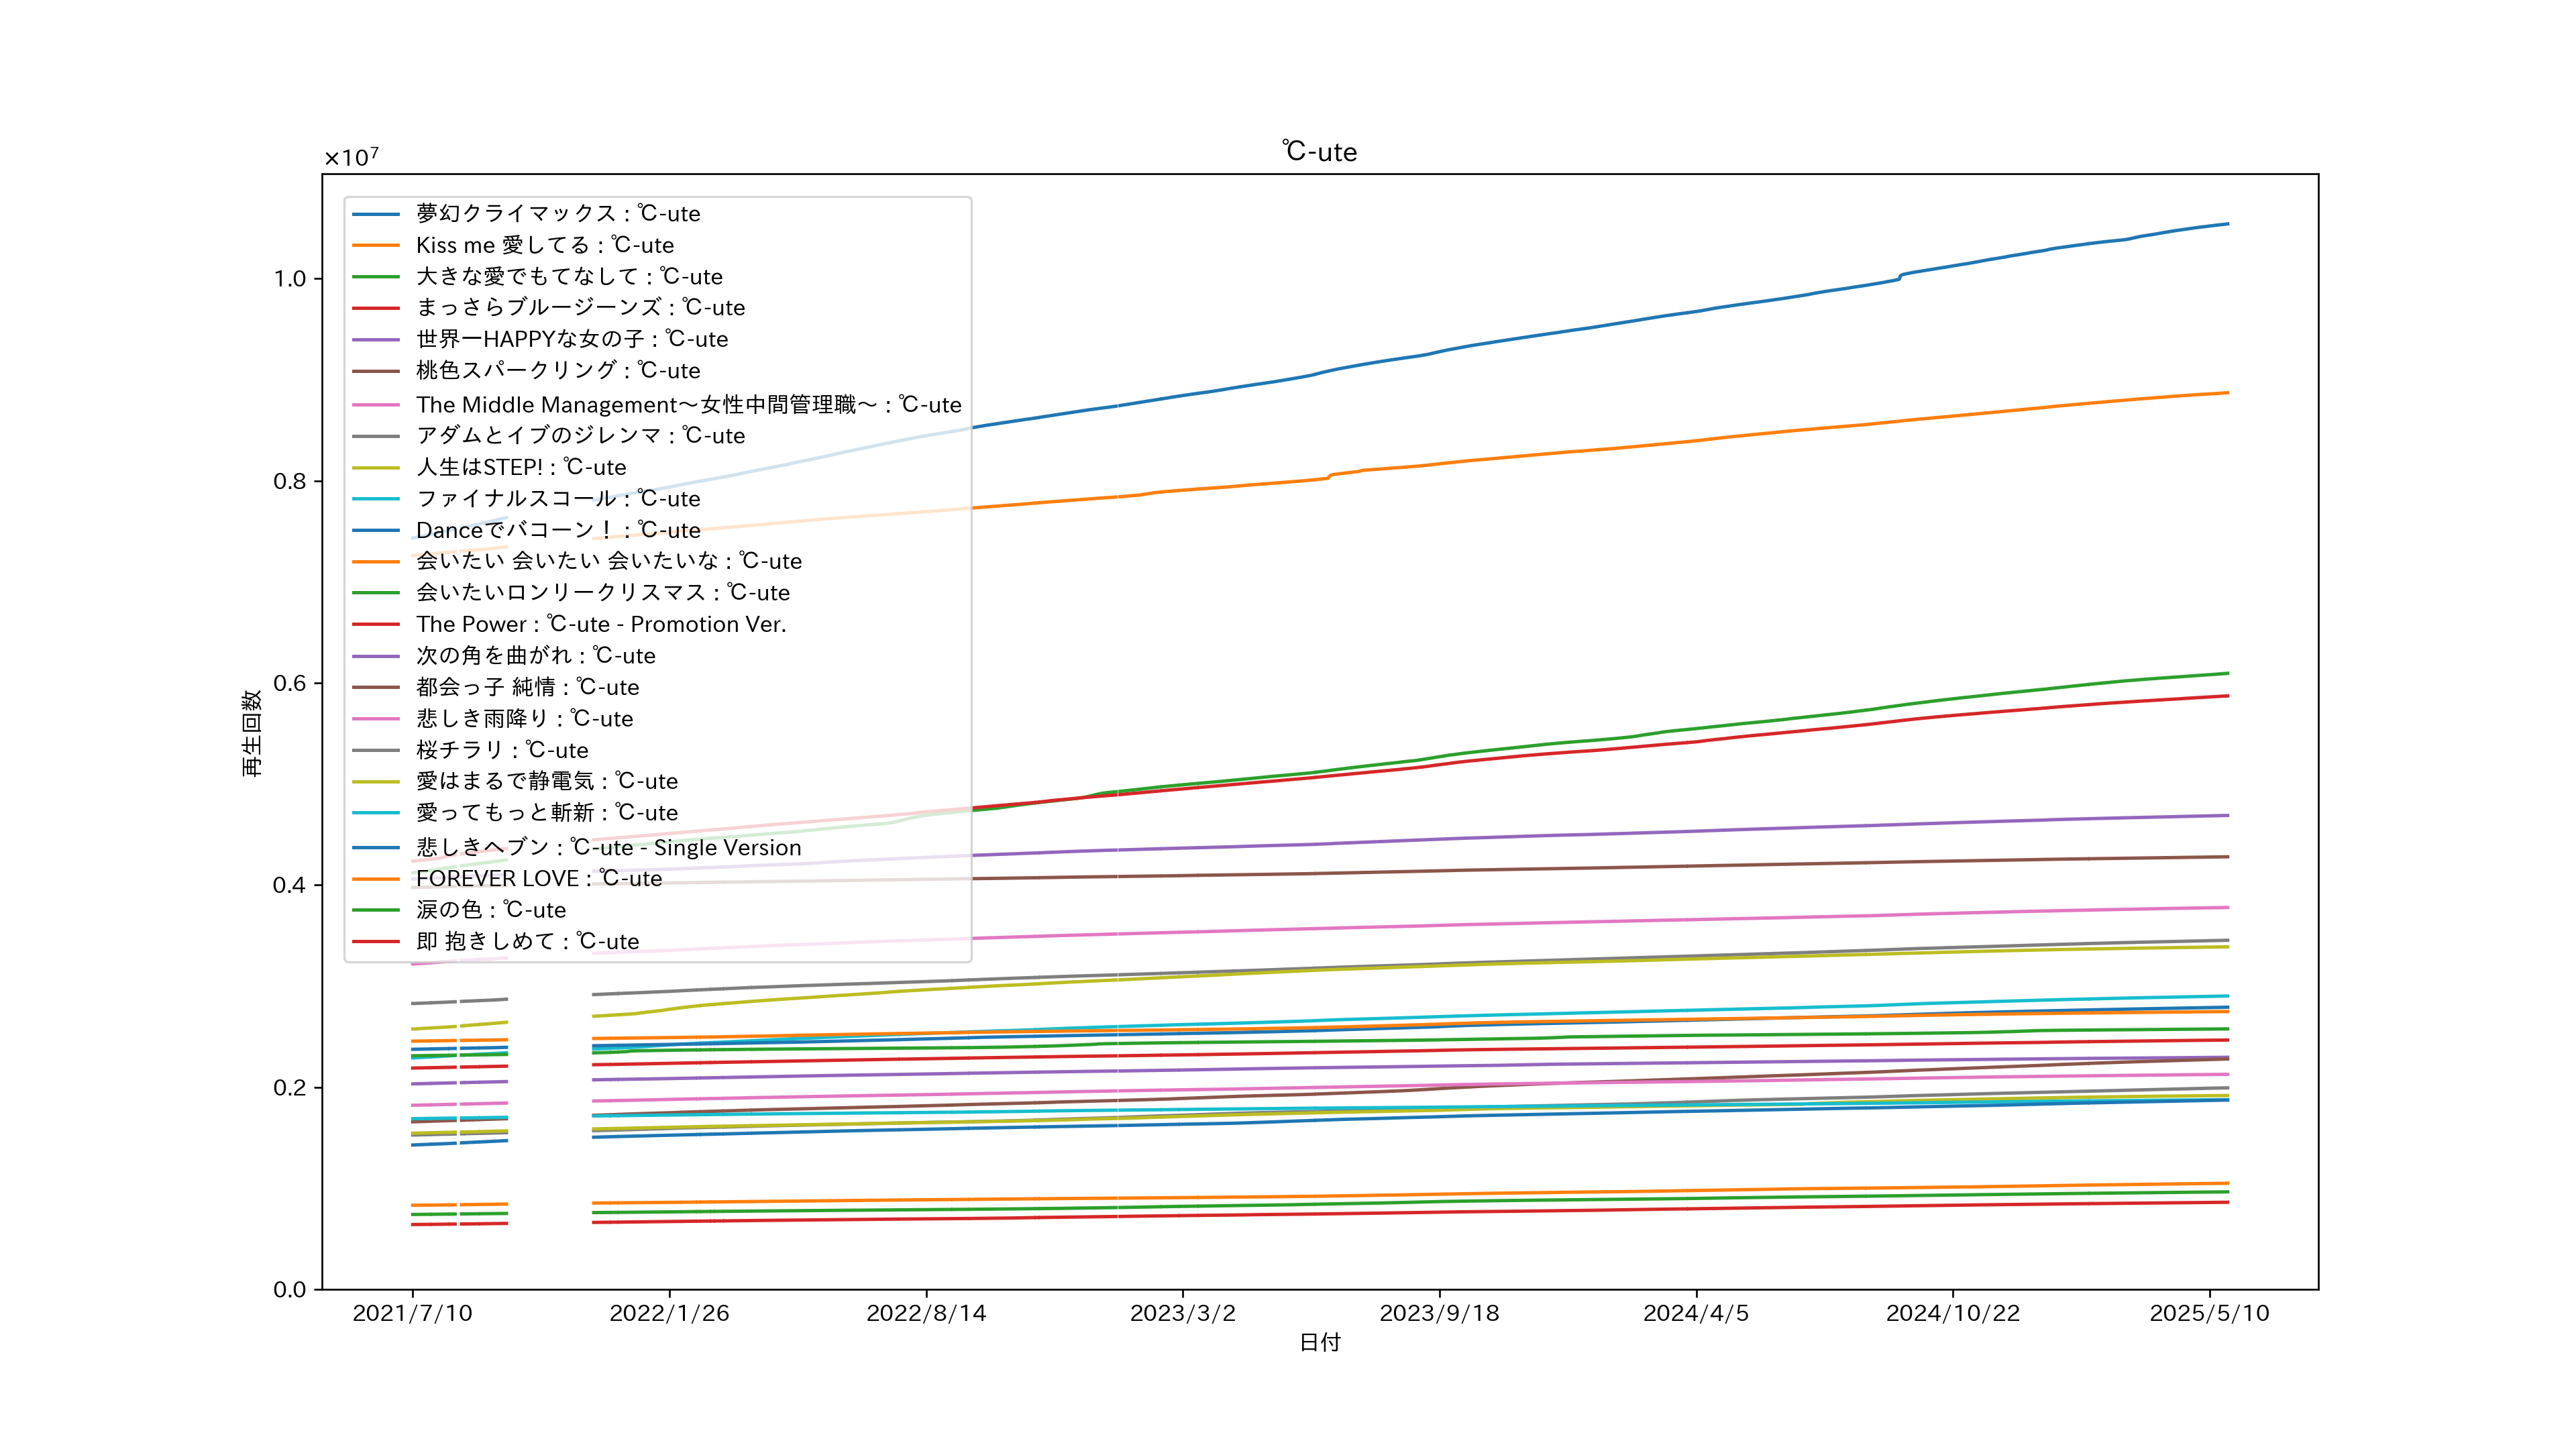 ℃-ute
×10⁷
夢幻クライマックス : ℃-ute
Kiss me 愛してる : ℃-ute
大きな愛でもてなして : ℃-ute
まっさらブルージーンズ : ℃-ute
世界一HAPPYな女の子 : ℃-ute
桃色スパークリング : ℃-ute
The Middle Management～女性中間管理職～ : ℃-ute
アダムとイブのジレンマ : ℃-ute
人生はSTEP! : ℃-ute
ファイナルスコール : ℃-ute
Danceでバコーン！ : ℃-ute
会いたい 会いたい 会いたいな : ℃-ute
会いたいロンリークリスマス : ℃-ute
The Power : ℃-ute - Promotion Ver.
次の角を曲がれ : ℃-ute
都会っ子 純情 : ℃-ute
悲しき雨降り : ℃-ute
桜チラリ : ℃-ute
愛はまるで静電気 : ℃-ute
愛ってもっと斬新 : ℃-ute
悲しきヘブン : ℃-ute - Single Version
FOREVER LOVE : ℃-ute
涙の色 : ℃-ute
即 抱きしめて : ℃-ute
1.0
0.8
0.6
0.4
0.2
0.0
再生回数
2021/7/10
2022/1/26
2022/8/14
2023/3/2
2023/9/18
2024/4/5
2024/10/22
2025/5/10
日付